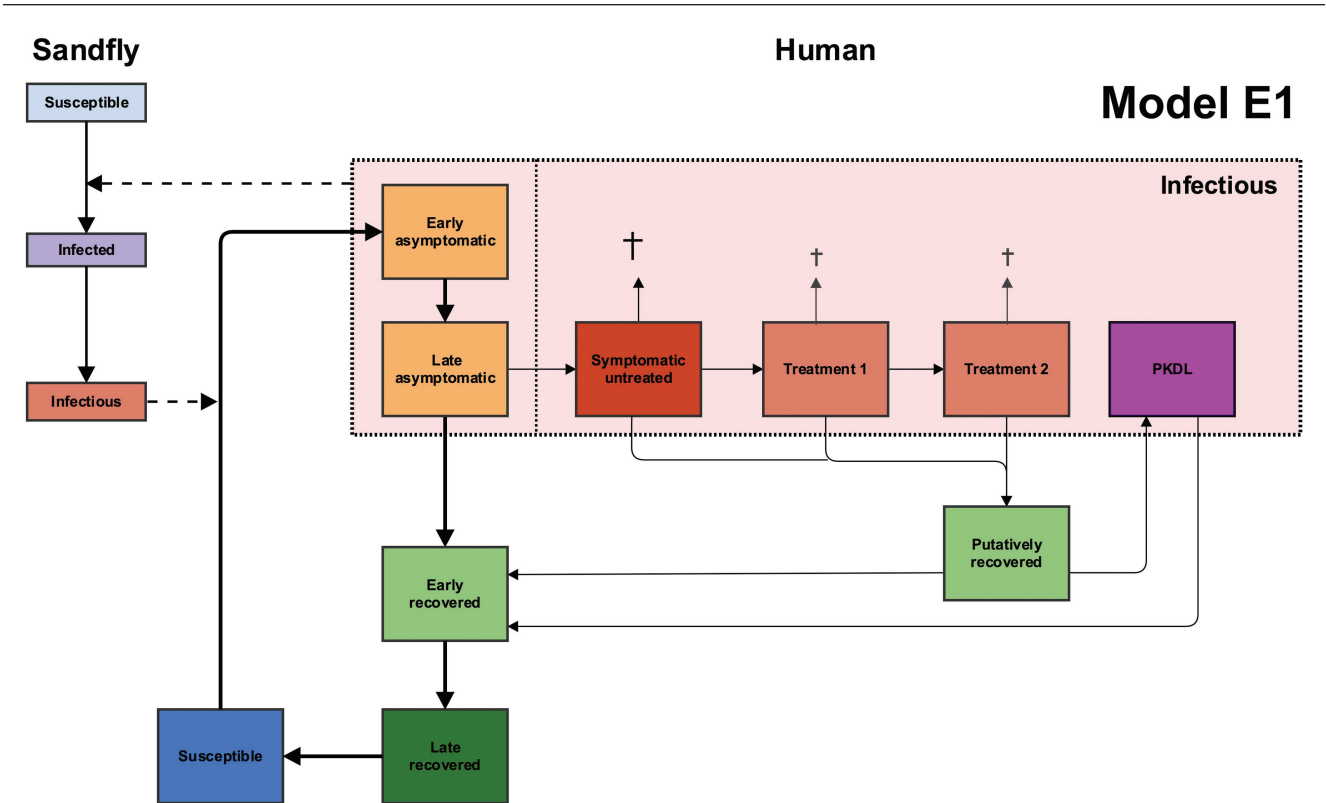 Sandfly
Human
Model E1
Susceptible
Infectious
Early
asymptomatic
Infected
†
†
†
Late
asymptomatic
Symptomatic
untreated
Treatment 1
Treatment 2
PKDL
Infectious
Putatively
recovered
Early
recovered
Susceptible
Late
recovered